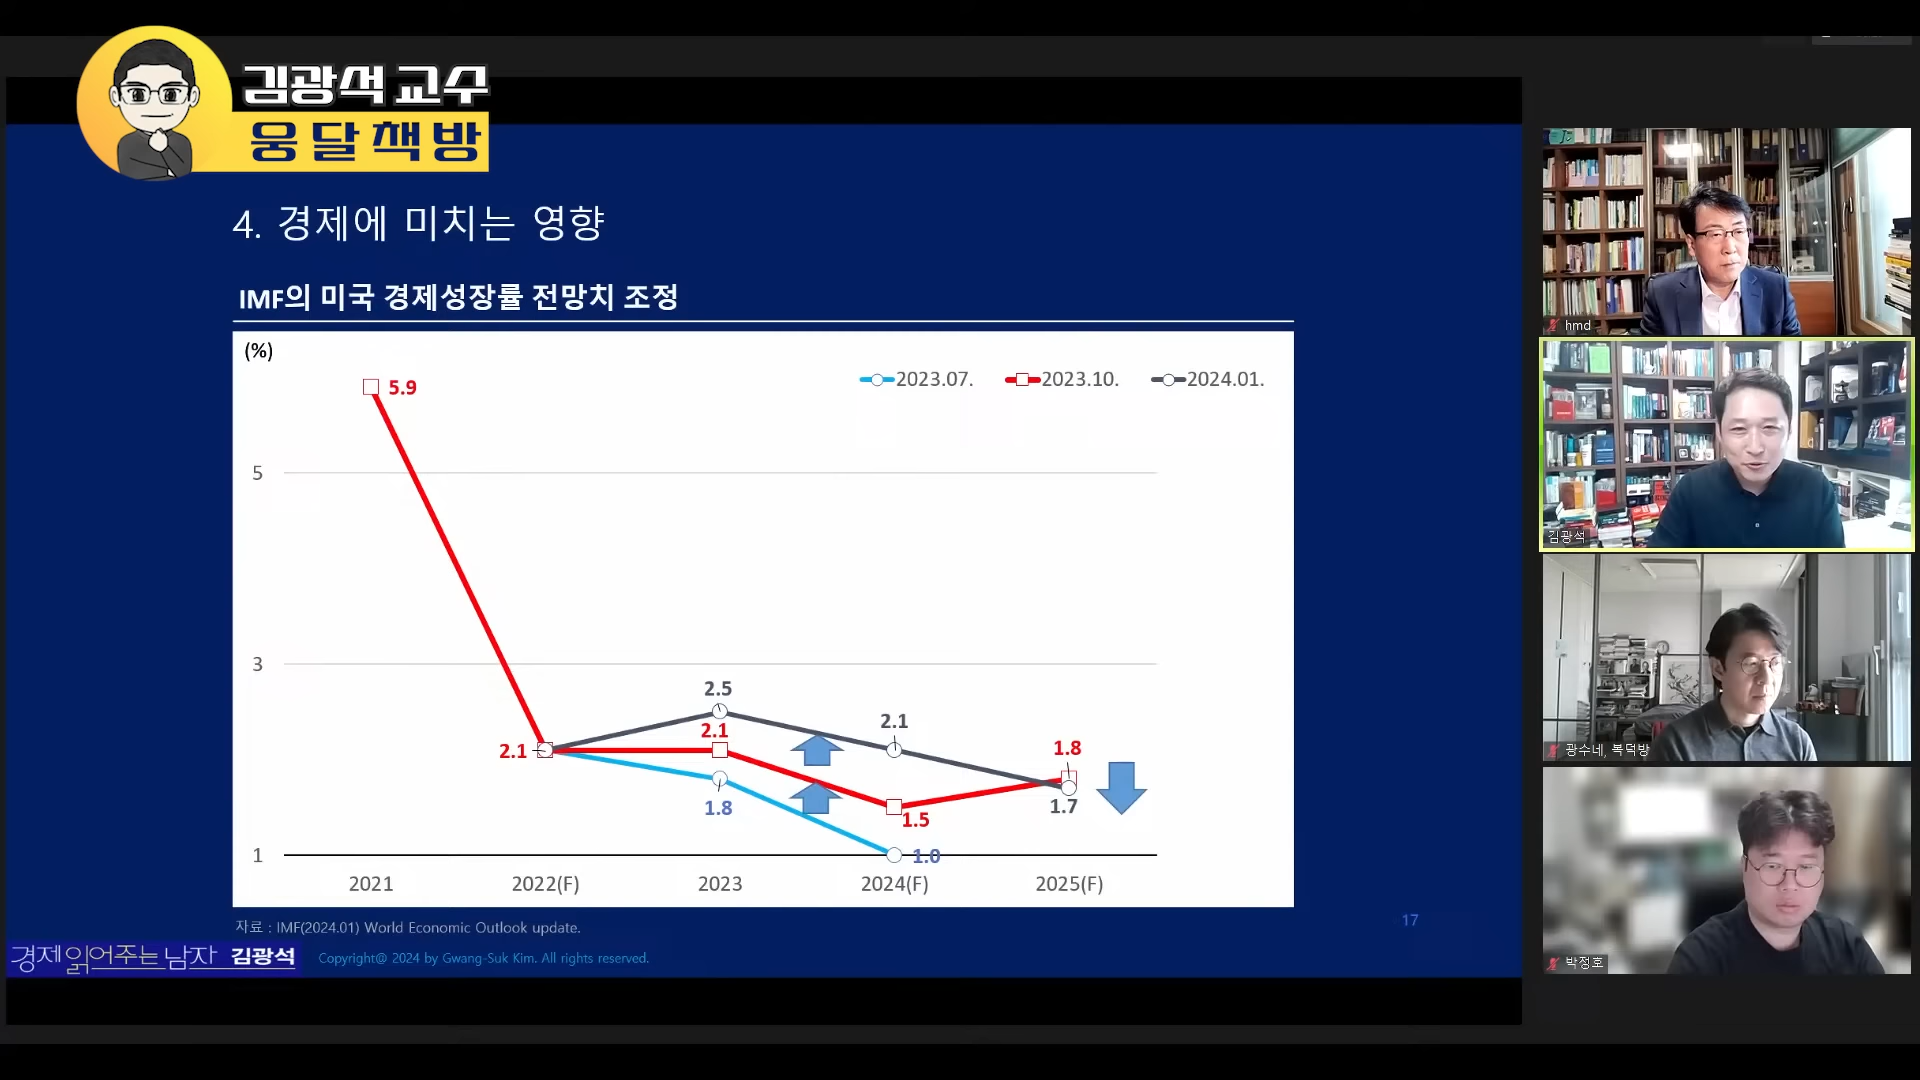 김광석 교수
웅달책방
4. 경제에 미치는 영향
IMF의 미국 경제성장률 전망치 조정
(%)
2023.07. 2023.10. 2024.01.
5.9
5
3
2.5
2.1
2.1
2.1
1.8
1.8
1.7
1.5
1.0
1
2021 2022(F) 2023 2024(F) 2025(F)
자료 : IMF(2024.01) World Economic Outlook update.
17
경제읽어주는남자 김광석
Copyright@ 2024 by Gwang-Suk Kim. All rights reserved.
hmd
김광석
광수네, 복덕방
박정호